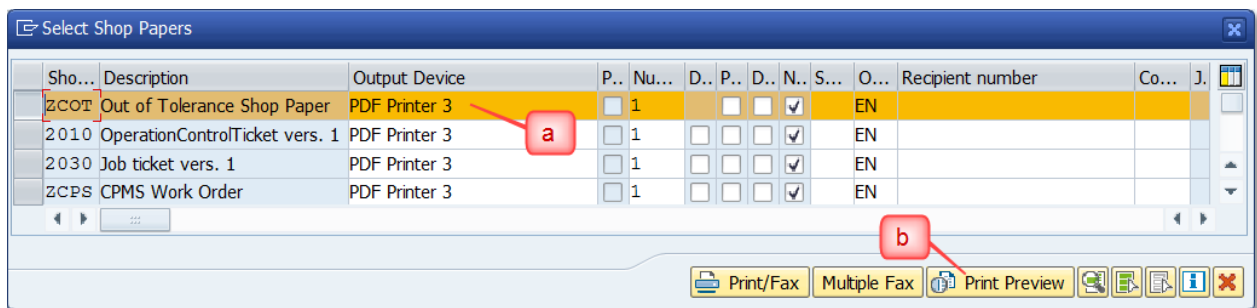 Select Shop Papers
Sho... Description Output Device P.. Nu... D.. P.. D.. N.. S... O... Recipient number Co... J.
ZCOT Out of Tolerance Shop Paper PDF Printer 3 1 EN
2010 OperationControlTicket vers. 1 PDF Printer 3 1 EN
2030 Job ticket vers. 1 PDF Printer 3 1 EN
ZCPS CPMS Work Order PDF Printer 3 1 EN
a
b
Print/Fax Multiple Fax Print Preview